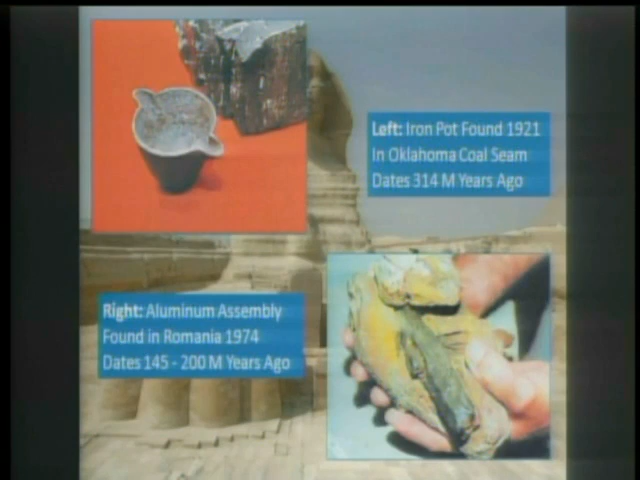 Left: Iron Pot Found 1921
In Oklahoma Coal Seam
Dates 314 M Years Ago
Right: Aluminum Assembly
Found in Romania 1974
Dates 145 - 200 M Years Ago